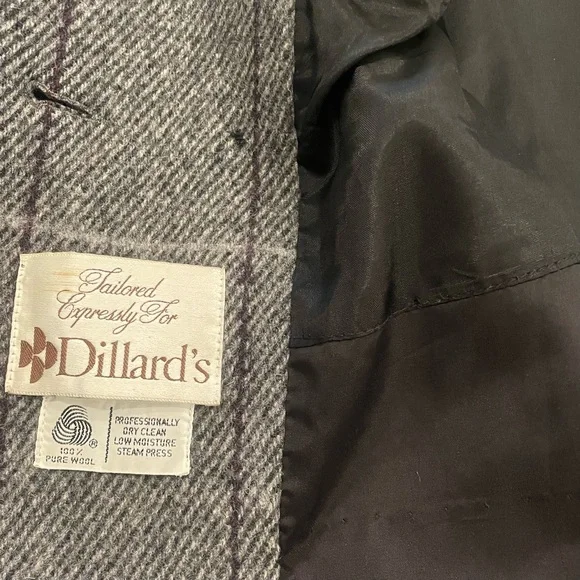 Tailored
Expressly For
Dillard's
®
100%
PURE WOOL
PROFESSIONALLY
DRY CLEAN
LOW MOISTURE
STEAM PRESS